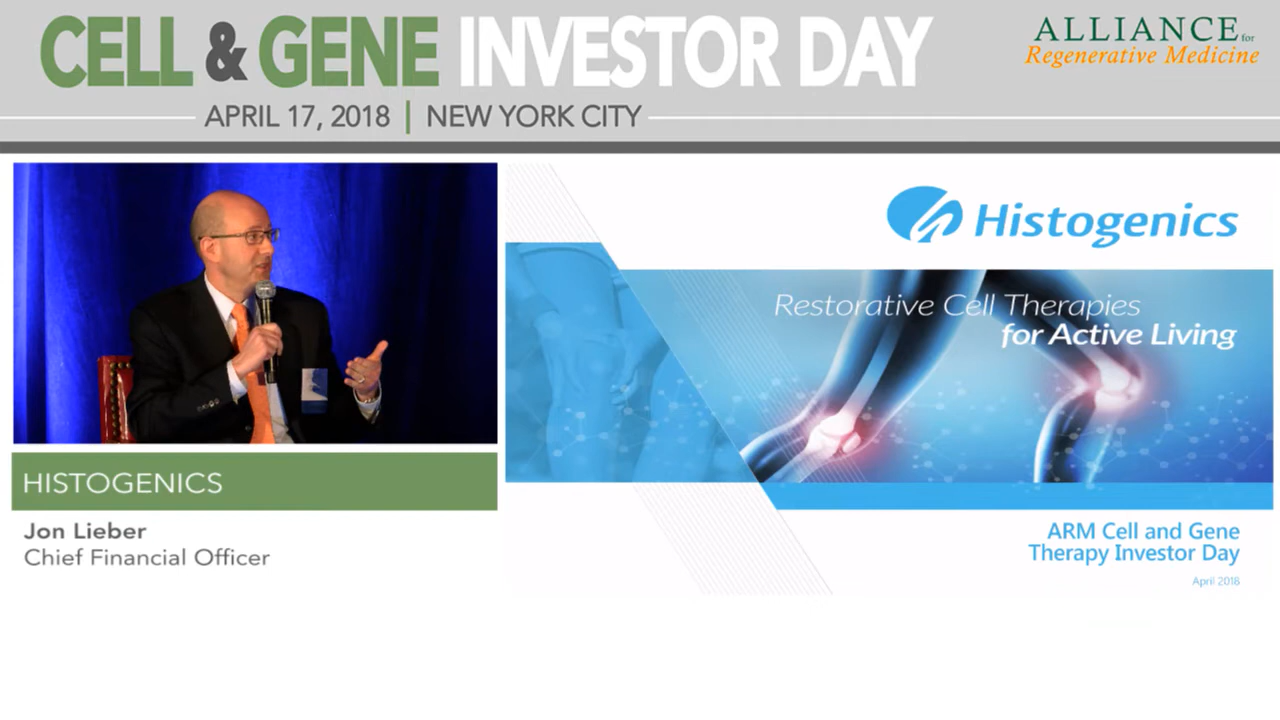 CELL & GENE INVESTOR DAY
APRIL 17, 2018 | NEW YORK CITY
ALLIANCE for
Regenerative Medicine
HISTOGENICS
Jon Lieber
Chief Financial Officer
Histogenics
Restorative Cell Therapies
for Active Living
ARM Cell and Gene
Therapy Investor Day
April 2018